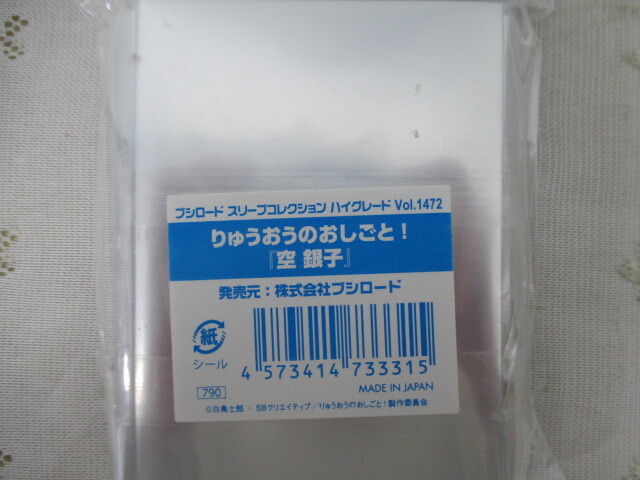 ブシロード スリーブコレクション ハイグレード Vol.1472
りゅうおうのおしごと！
『空 銀子』
発売元：株式会社ブシロード
紙
シール
4 573414 733315
790
MADE IN JAPAN
©白鳥士郎・SBクリエイティブ／りゅうおうのおしごと！製作委員会